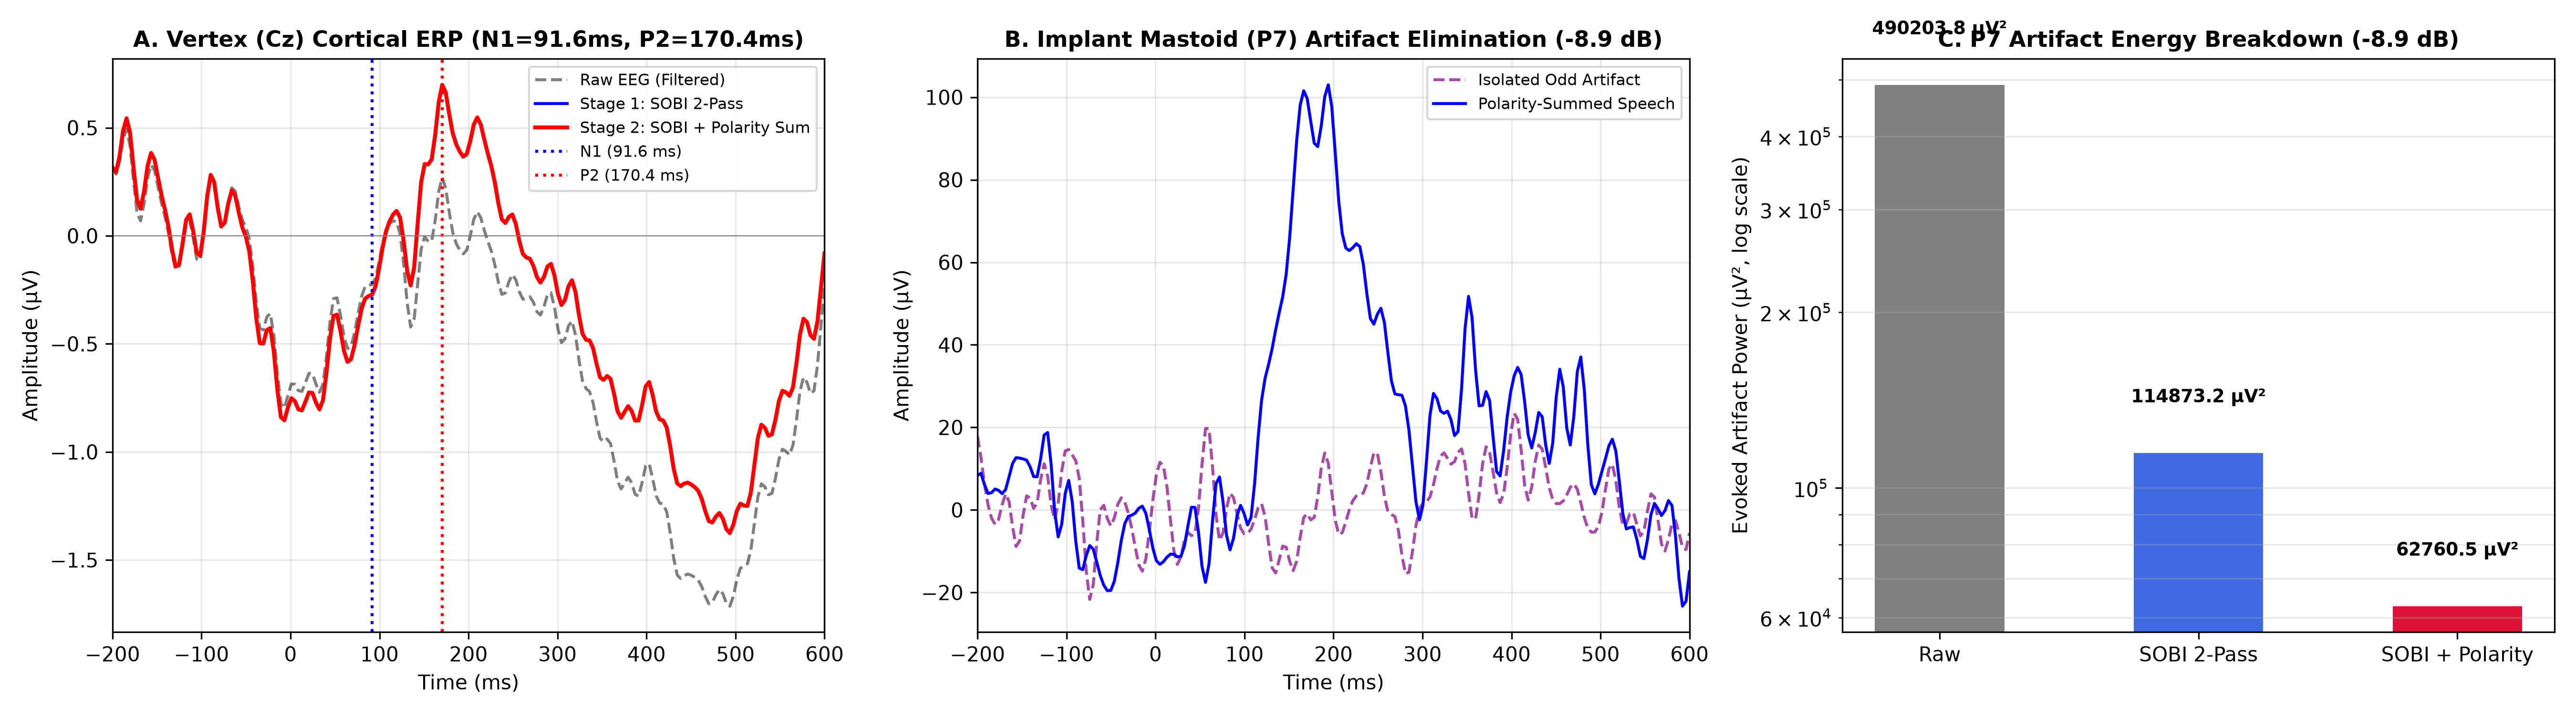 A. Vertex (Cz) Cortical ERP (N1=91.6ms, P2=170.4ms)
Raw EEG (Filtered)
Stage 1: SOBI 2-Pass
Stage 2: SOBI + Polarity Sum
N1 (91.6 ms)
P2 (170.4 ms)
Amplitude (µV)
0.5
0.0
−0.5
−1.0
−1.5
−200 −100 0 100 200 300 400 500 600
Time (ms)
B. Implant Mastoid (P7) Artifact Elimination (-8.9 dB)
Isolated Odd Artifact
Polarity-Summed Speech
Amplitude (µV)
100
80
60
40
20
0
−20
−200 −100 0 100 200 300 400 500 600
Time (ms)
490203.8 µV²
C. P7 Artifact Energy Breakdown (-8.9 dB)
Evoked Artifact Power (µV², log scale)
4 × 10⁵
3 × 10⁵
2 × 10⁵
10⁵
6 × 10⁴
114873.2 µV²
62760.5 µV²
Raw SOBI 2-Pass SOBI + Polarity